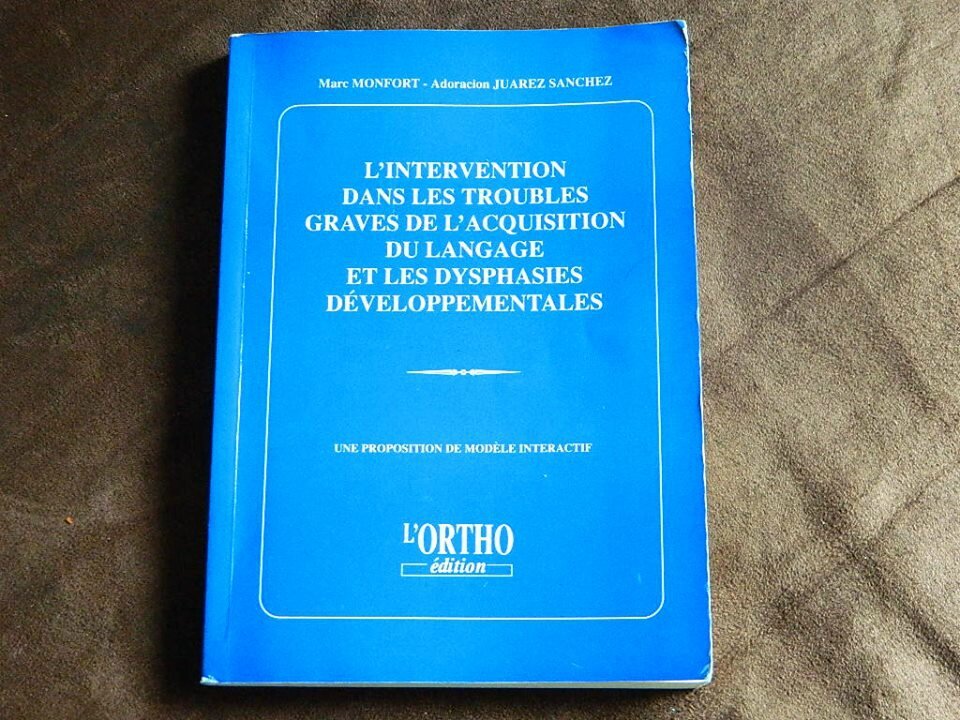 Marc MONFORT - Adoracion JUAREZ SANCHEZ
L'INTERVENTION
DANS LES TROUBLES
GRAVES DE L'ACQUISITION
DU LANGAGE
ET LES DYSPHASIES
DÉVELOPPEMENTALES
UNE PROPOSITION DE MODÈLE INTERACTIF
L'ORTHO
édition